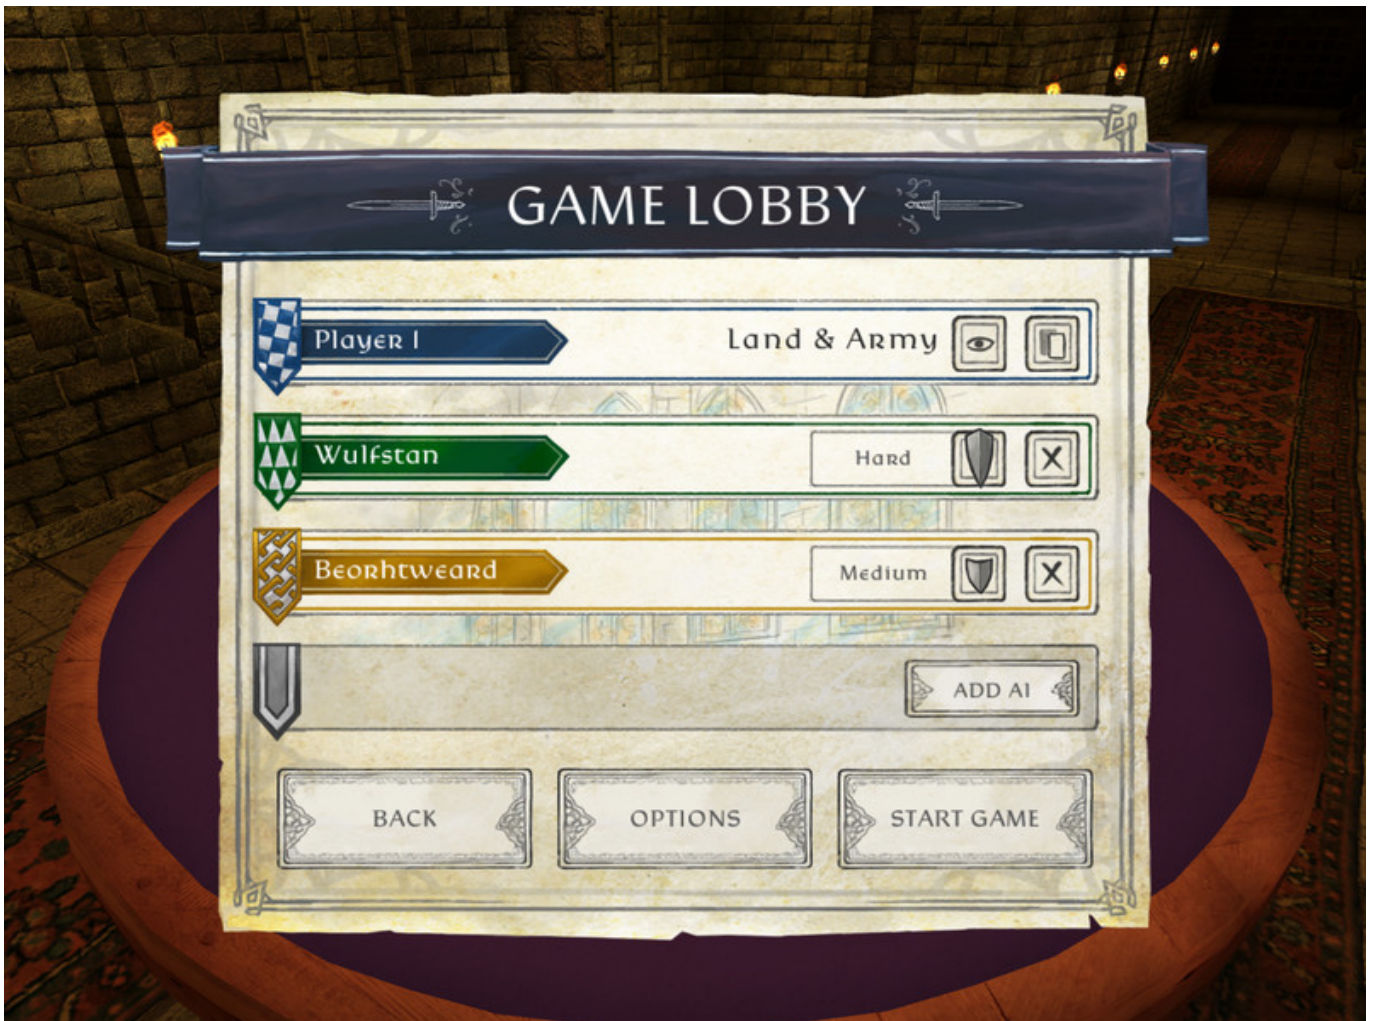 GAME LOBBY
Player 1
Land & Army
Wulfstan
Hard
X
Beorhtweard
Medium
X
ADD AI
BACK
OPTIONS
START GAME